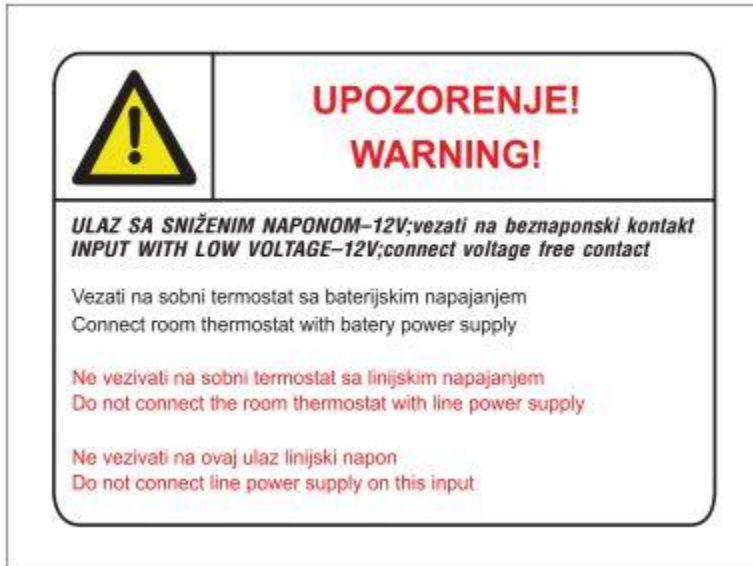 UPOZORENJE!
WARNING!
ULAZ SA SNIŽENIM NAPONOM–12V;vezati na beznaponski kontakt
INPUT WITH LOW VOLTAGE–12V;connect voltage free contact
Vezati na sobni termostat sa baterijskim napajanjem
Connect room thermostat with batery power supply
Ne vezivati na sobni termostat sa linijskim napajanjem
Do not connect the room thermostat with line power supply
Ne vezivati na ovaj ulaz linijski napon
Do not connect line power supply on this input